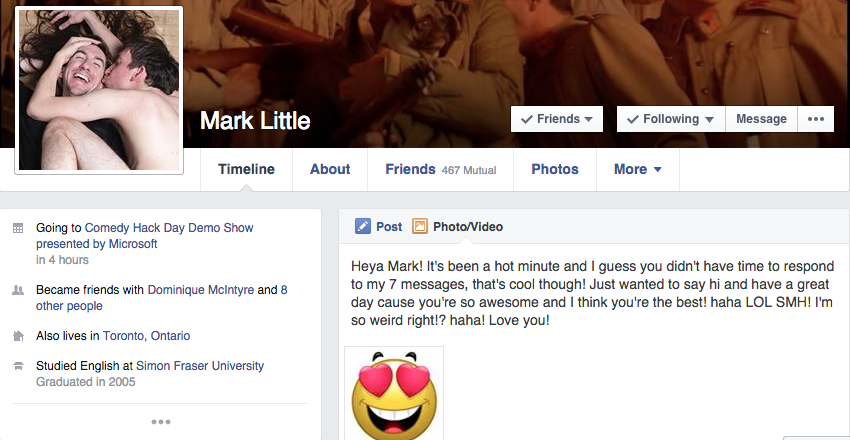 Mark Little
Friends
Following
Message
Timeline
About
Friends 467 Mutual
Photos
More
Going to Comedy Hack Day Demo Show
presented by Microsoft
in 4 hours
Became friends with Dominique McIntyre and 8
other people
Also lives in Toronto, Ontario
Studied English at Simon Fraser University
Graduated in 2005
Post
Photo/Video
Heya Mark! It's been a hot minute and I guess you didn't have time to respond
to my 7 messages, that's cool though! Just wanted to say hi and have a great
day cause you're so awesome and I think you're the best! haha LOL SMH! I'm
so weird right!? haha! Love you!